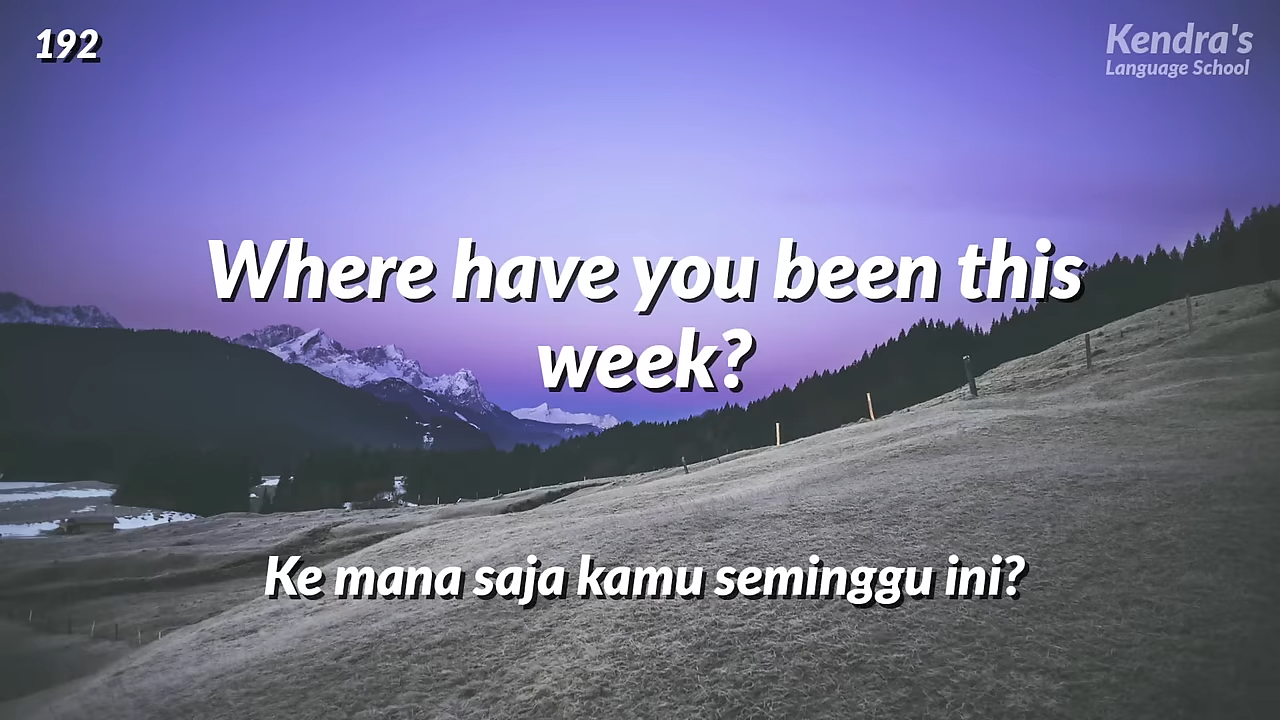 192
Kendra's
Language School
Where have you been this
week?
Ke mana saja kamu seminggu ini?